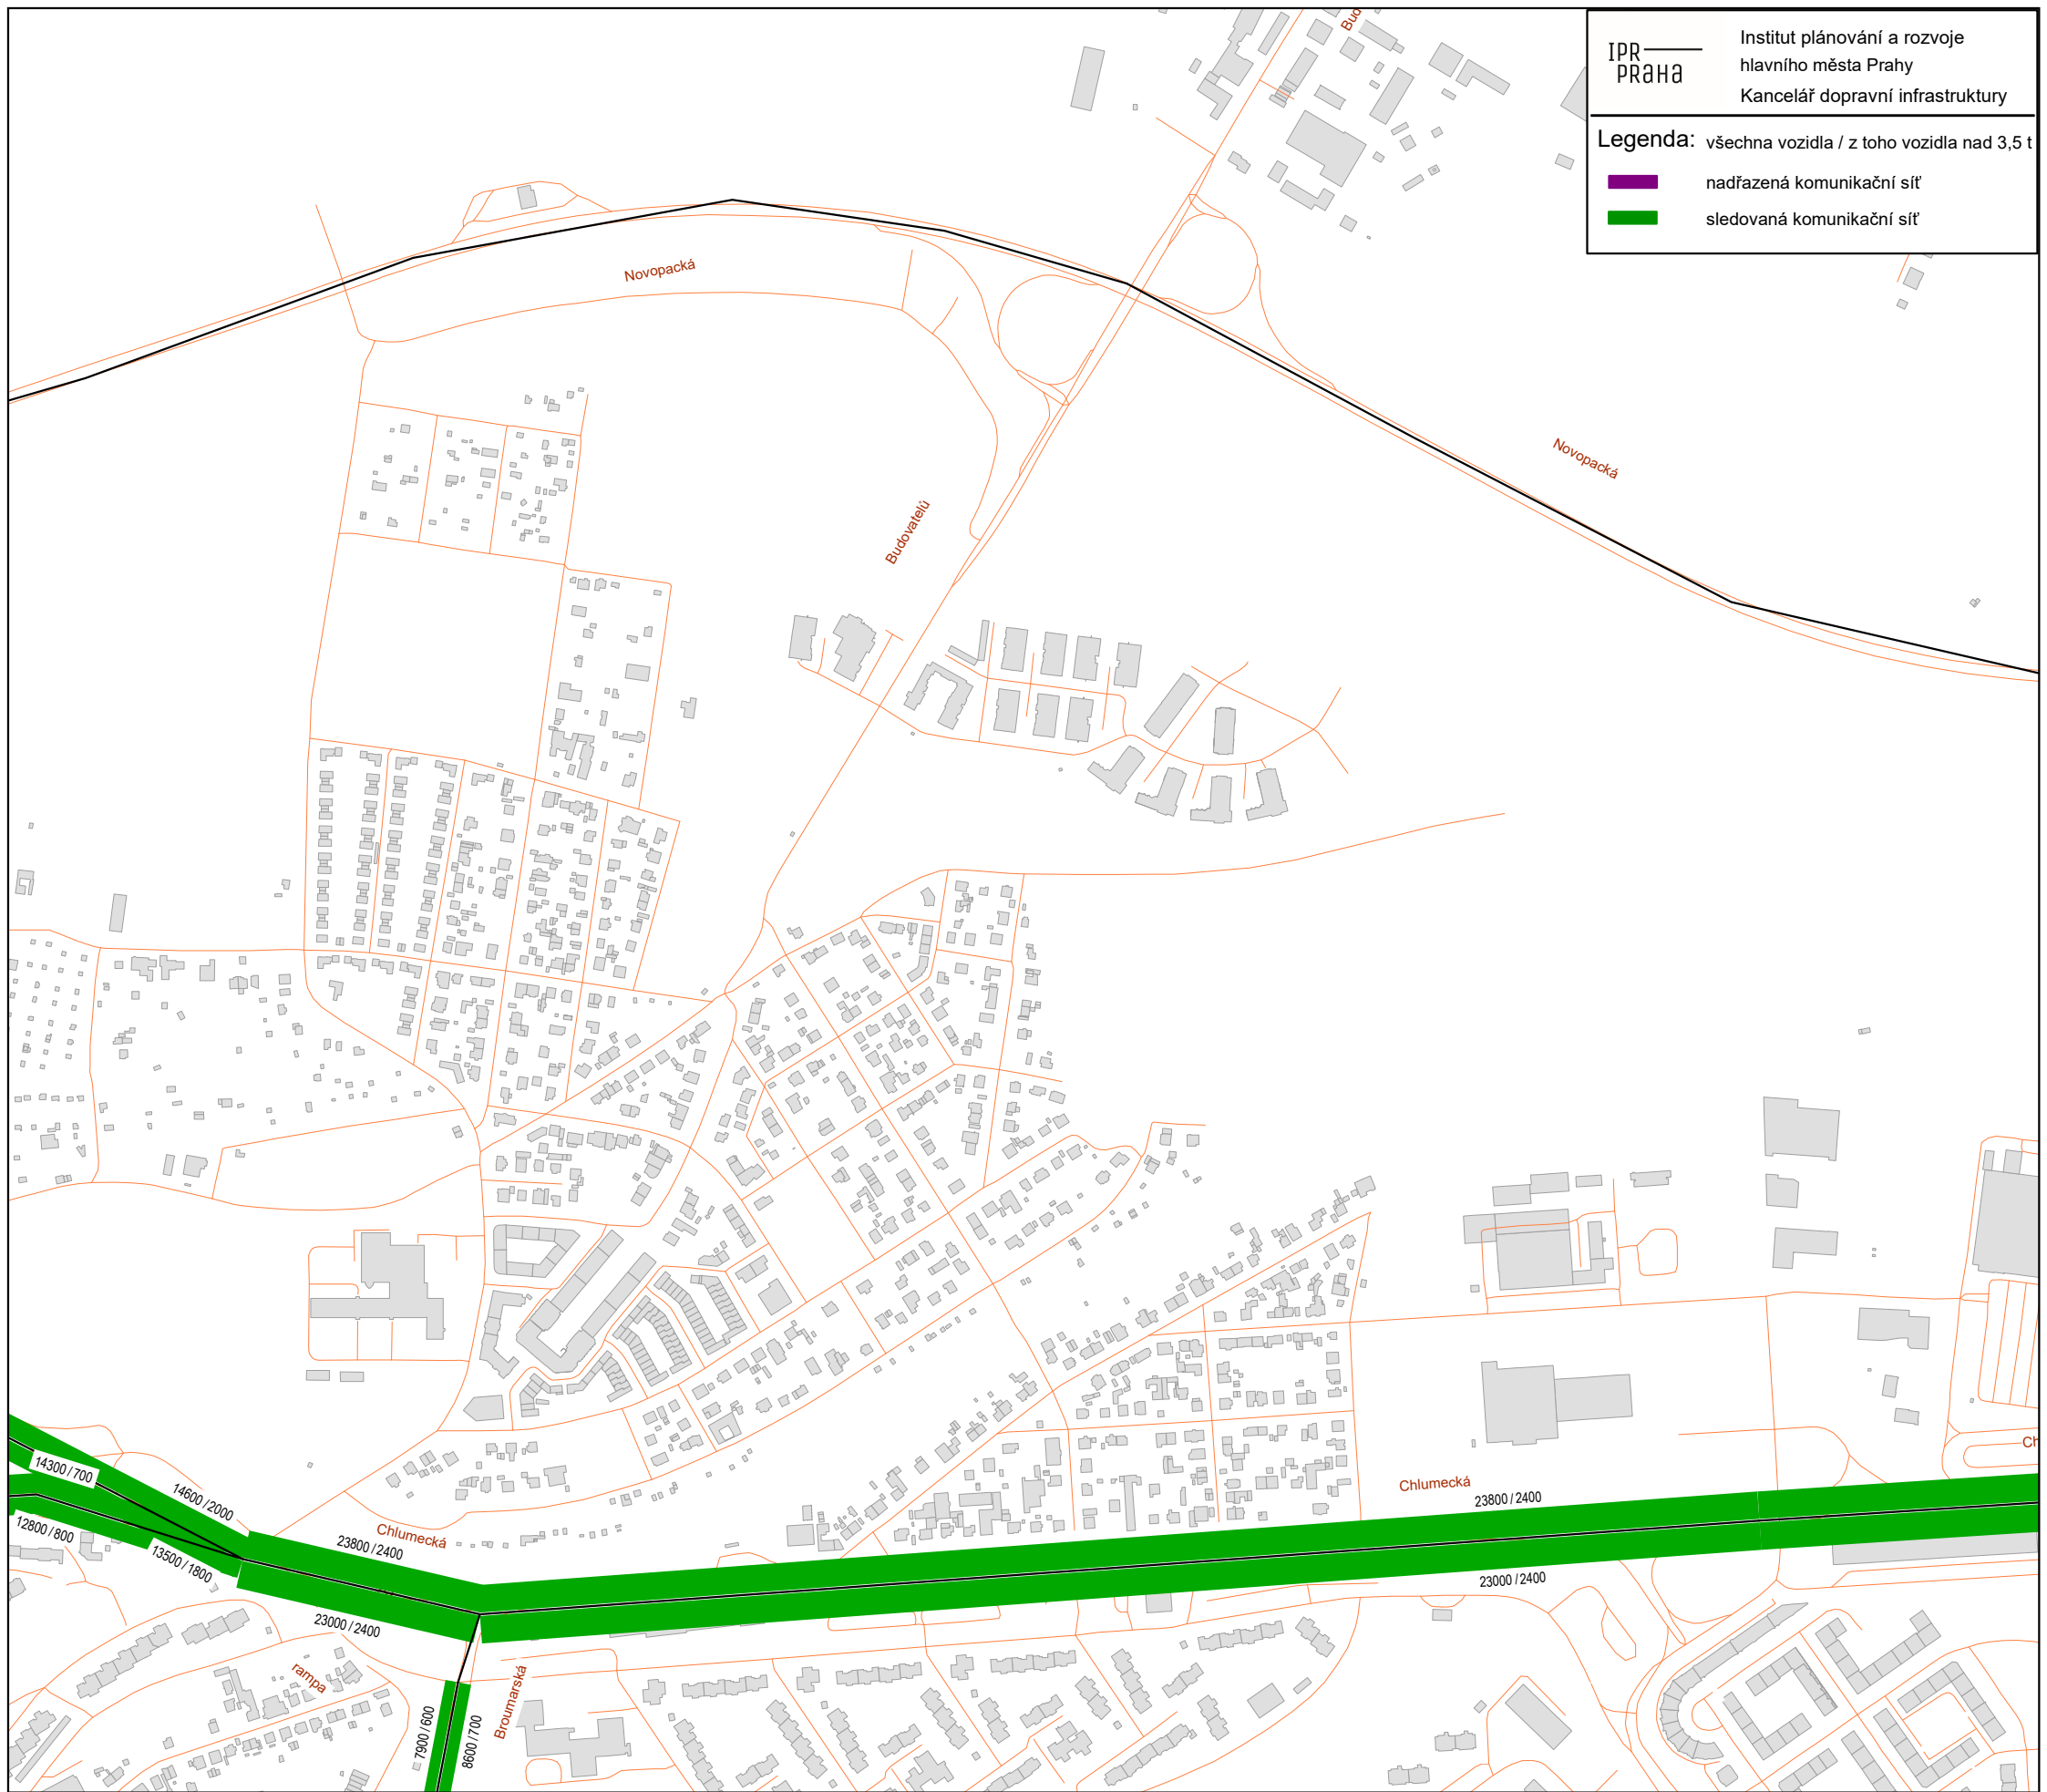 Bud
IPR
PRAHA
Institut plánování a rozvoje
hlavního města Prahy
Kancelář dopravní infrastruktury
Legenda: všechna vozidla / z toho vozidla nad 3,5 t
nadřazená komunikační síť
sledovaná komunikační síť
Novopacká
Novopacká
Budovatelů
Ch
14300 / 700
14600 / 2000
12800 / 800
13500 / 1800
Chlumecká
23800 / 2400
Chlumecká
23800 / 2400
23000 / 2400
23000 / 2400
rampa
Broumarská
7900 / 600
8600 / 700